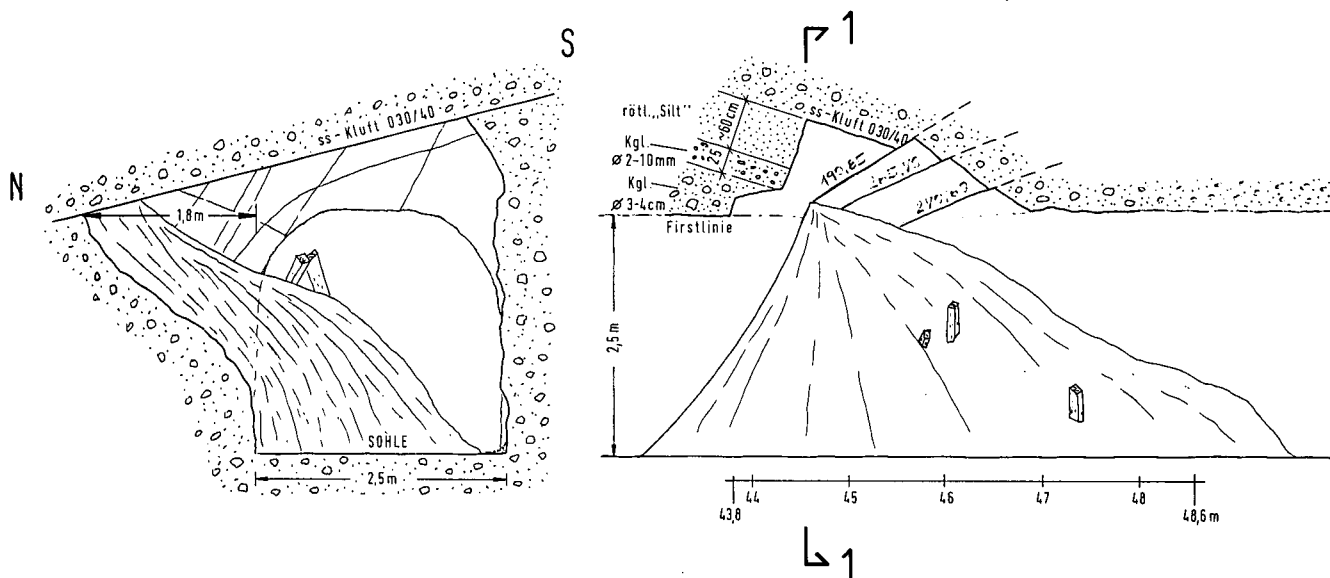 N
S
ss-Kluft 030/40
1,8m
SOHLE
2,5m
1
rötl.„Silt"
Kgl.
Ø 2-10mm
Kgl
Ø 3-4cm
~60cm
25
ss-Kluft 030/40
Firstlinie
2,5m
43,8
44
45
46
47
48
48,6m
1